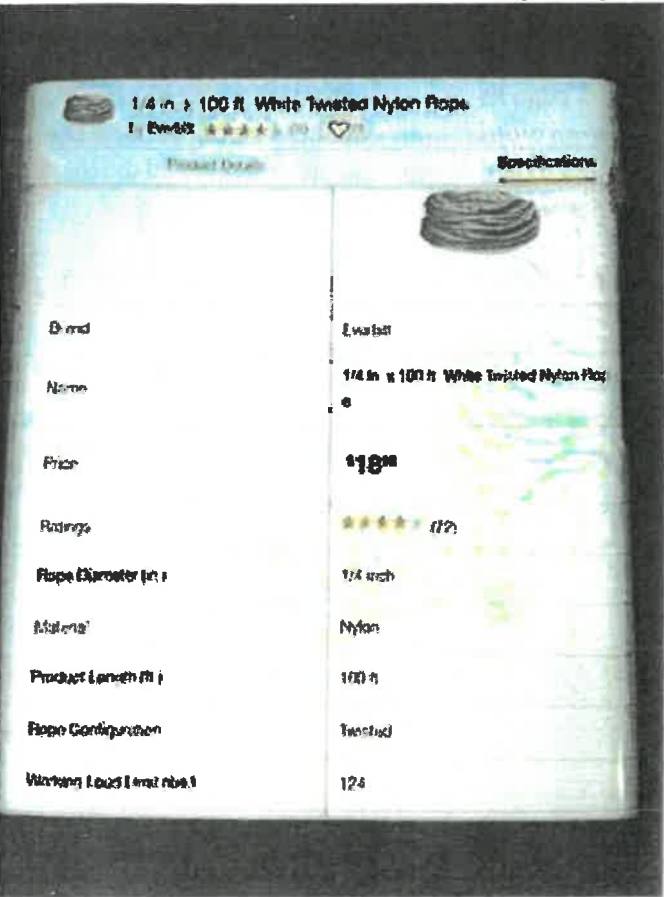 1/4 in. x 100 ft. White Twisted Nylon Rope
Everbilt
Product Details
Specifications
Brand
Everbilt
Name
1/4 in. x 100 ft. White Twisted Nylon Rop
e
Price
Ratings
(72)
Rope Diameter (in.)
1/4 inch
Material
Nylon
Product Length (ft.)
100 ft
Rope Configuration
Twisted
Working Load Limit (lbs.)
124